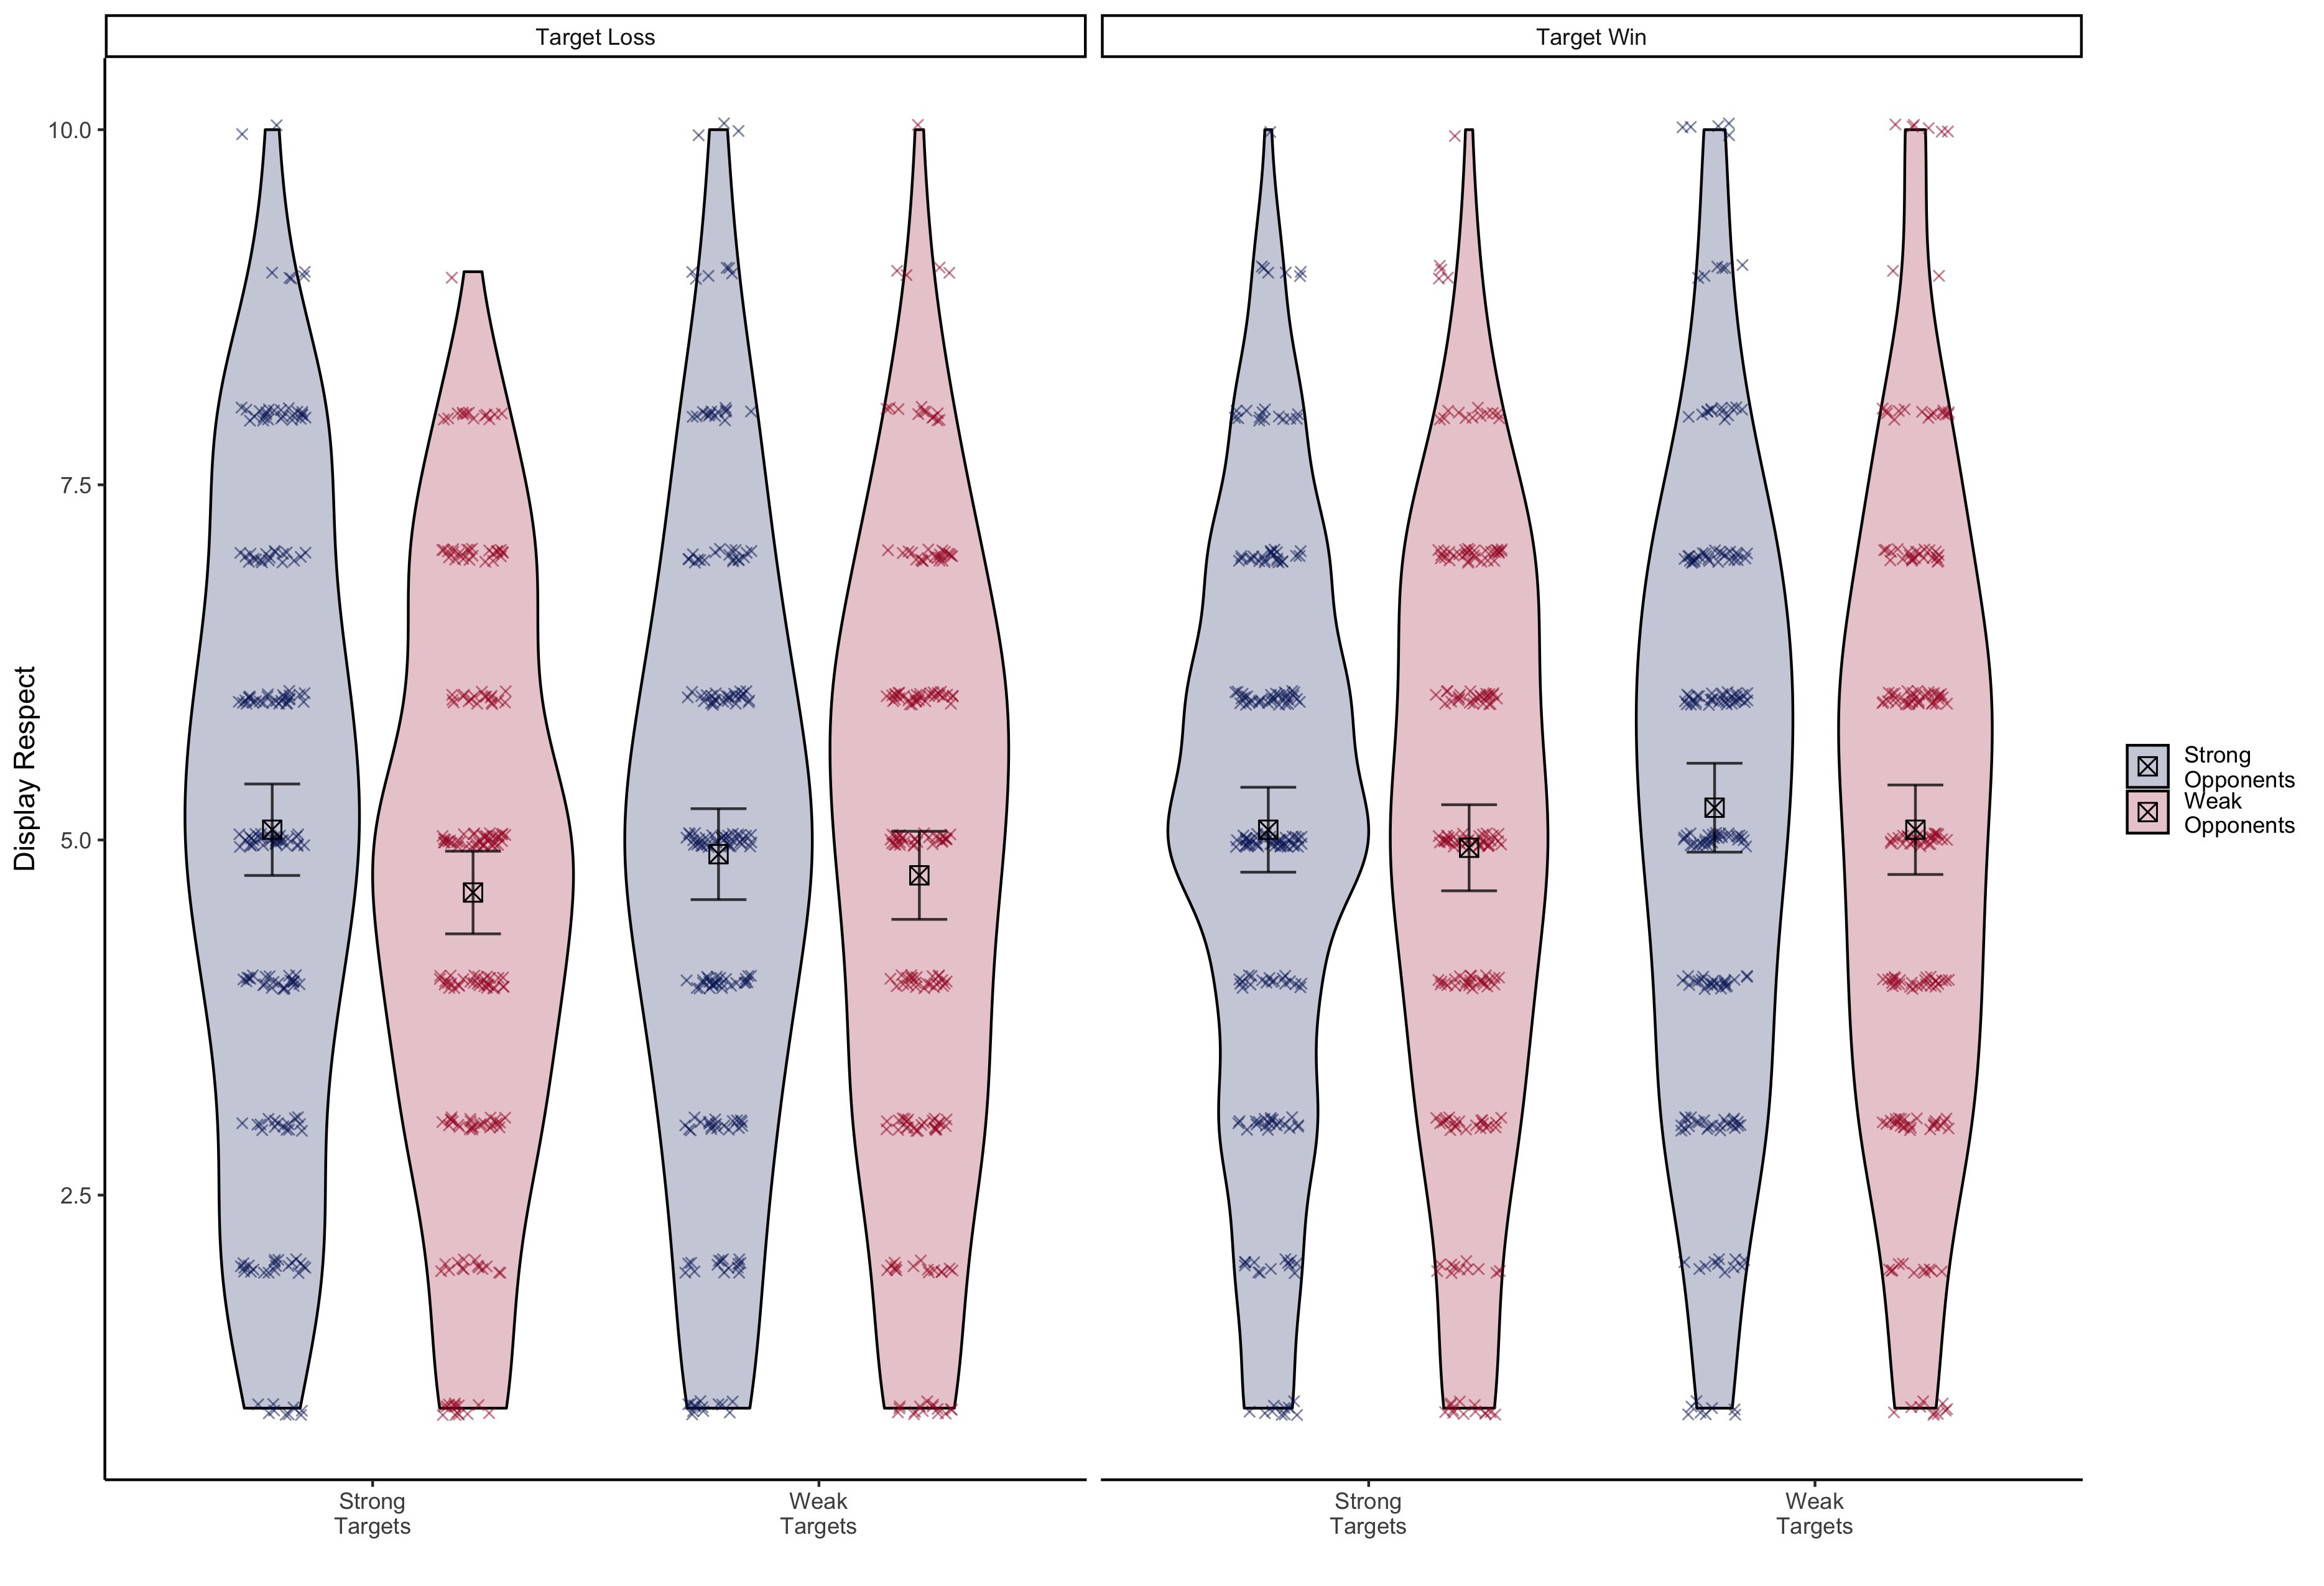 Target Loss
Target Win
10.0
7.5
5.0
2.5
Display Respect
Strong
Targets
Weak
Targets
Strong
Targets
Weak
Targets
Strong
Opponents
Weak
Opponents